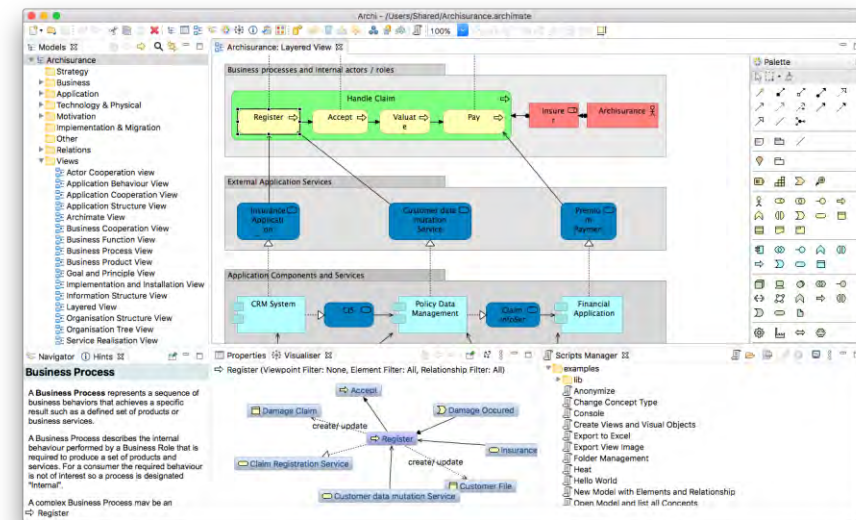 Archi - /Users/Shared/Archisurance.archimate
100%
Models
Archisurance
Strategy
Business
Application
Technology & Physical
Motivation
Implementation & Migration
Other
Relations
Views
Actor Cooperation view
Application Behaviour View
Application Cooperation View
Application Structure View
Archimate View
Business Cooperation View
Business Function View
Business Process View
Business Product View
Goal and Principle View
Implementation and Installation View
Information Structure View
Layered View
Organisation Structure View
Organisation Tree View
Service Realisation View
Archisurance: Layered View
Business processes and internal actors / roles
Handle Claim
Register
Accept
Valuat
e
Pay
Insure
r
Archisurance
External Application Services
Insurance
Applicati
on
Customer data
mutation
Service
Premiu
m
Paymen
Application Components and Services
CRM System
Policy Data
Management
Claim
Financial
Application
Palette
Navigator
Hints
Business Process
A Business Process represents a sequence of
business behaviors that achieves a specific
result such as a defined set of products or
business services.
A Business Process describes the internal
behaviour performed by a Business Role that is
required to produce a set of products and
services. For a consumer the required behaviour
is not of interest so a process is designated
"Internal".
A complex Business Process may be an
Register
Properties
Visualiser
Register (Viewpoint Filter: None, Element Filter: All, Relationship Filter: All)
Accept
Damage Claim
Damage Occured
create/ update
Register
Insurance
Claim Registration Service
create/ update
Customer File
Customer data mutation Service
Scripts Manager
examples
lib
Anonymize
Change Concept Type
Console
Create Views and Visual Objects
Export to Excel
Export View Image
Folder Management
Heat
Hello World
New Model with Elements and Relationship
Open Model and list all Concepts